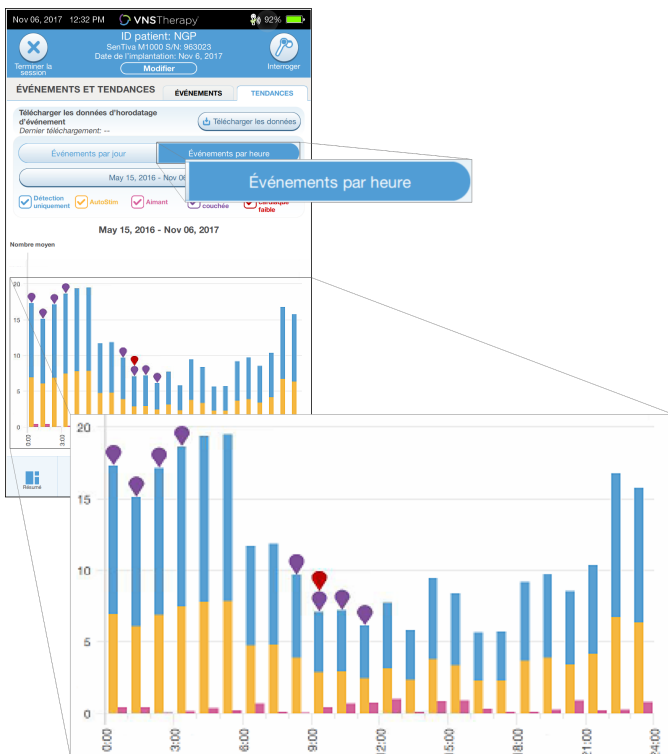 Nov 06, 2017 12:32 PM VNSTherapy 92%
ID patient: NGP
SenTiva M1000 S/N: 963023
Date de l'implantation: Nov 6, 2017
Terminer la
session
Modifier
Interroger
ÉVÉNEMENTS ET TENDANCES ÉVÉNEMENTS TENDANCES
Télécharger les données d'horodatage
d'événement
Dernier téléchargement: --
Télécharger les données
Événements par jour Événements par heure
Événements par heure
May 15, 2016 - Nov 06
Détection
uniquement
AutoStim
Aimant
couchée
cardiaque
faible
May 15, 2016 - Nov 06, 2017
Nombre moyen
20
15
10
5
0
0:00 3:00
Résumé
20
15
10
5
0
0:00 3:00 6:00 9:00 12:00 15:00 18:00 21:00 24:00